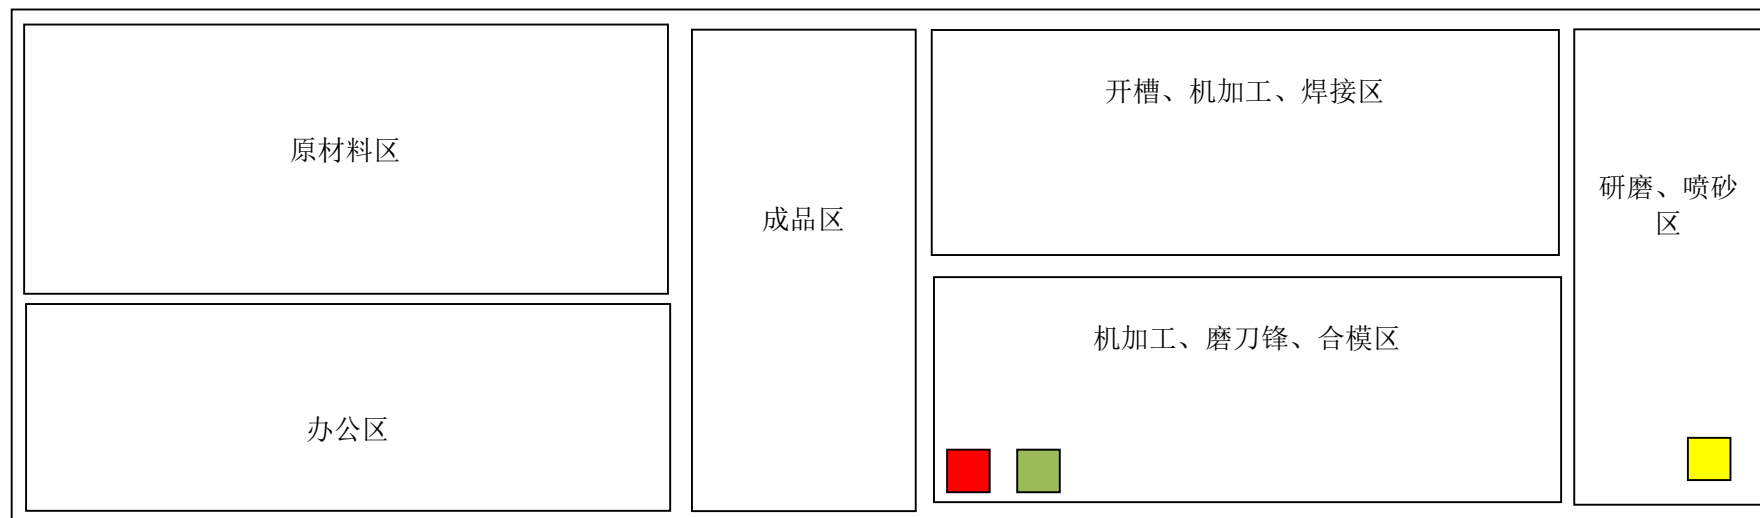 原材料区
办公区
成品区
开槽、机加工、焊接区
机加工、磨刀锋、合模区
研磨、喷砂
区